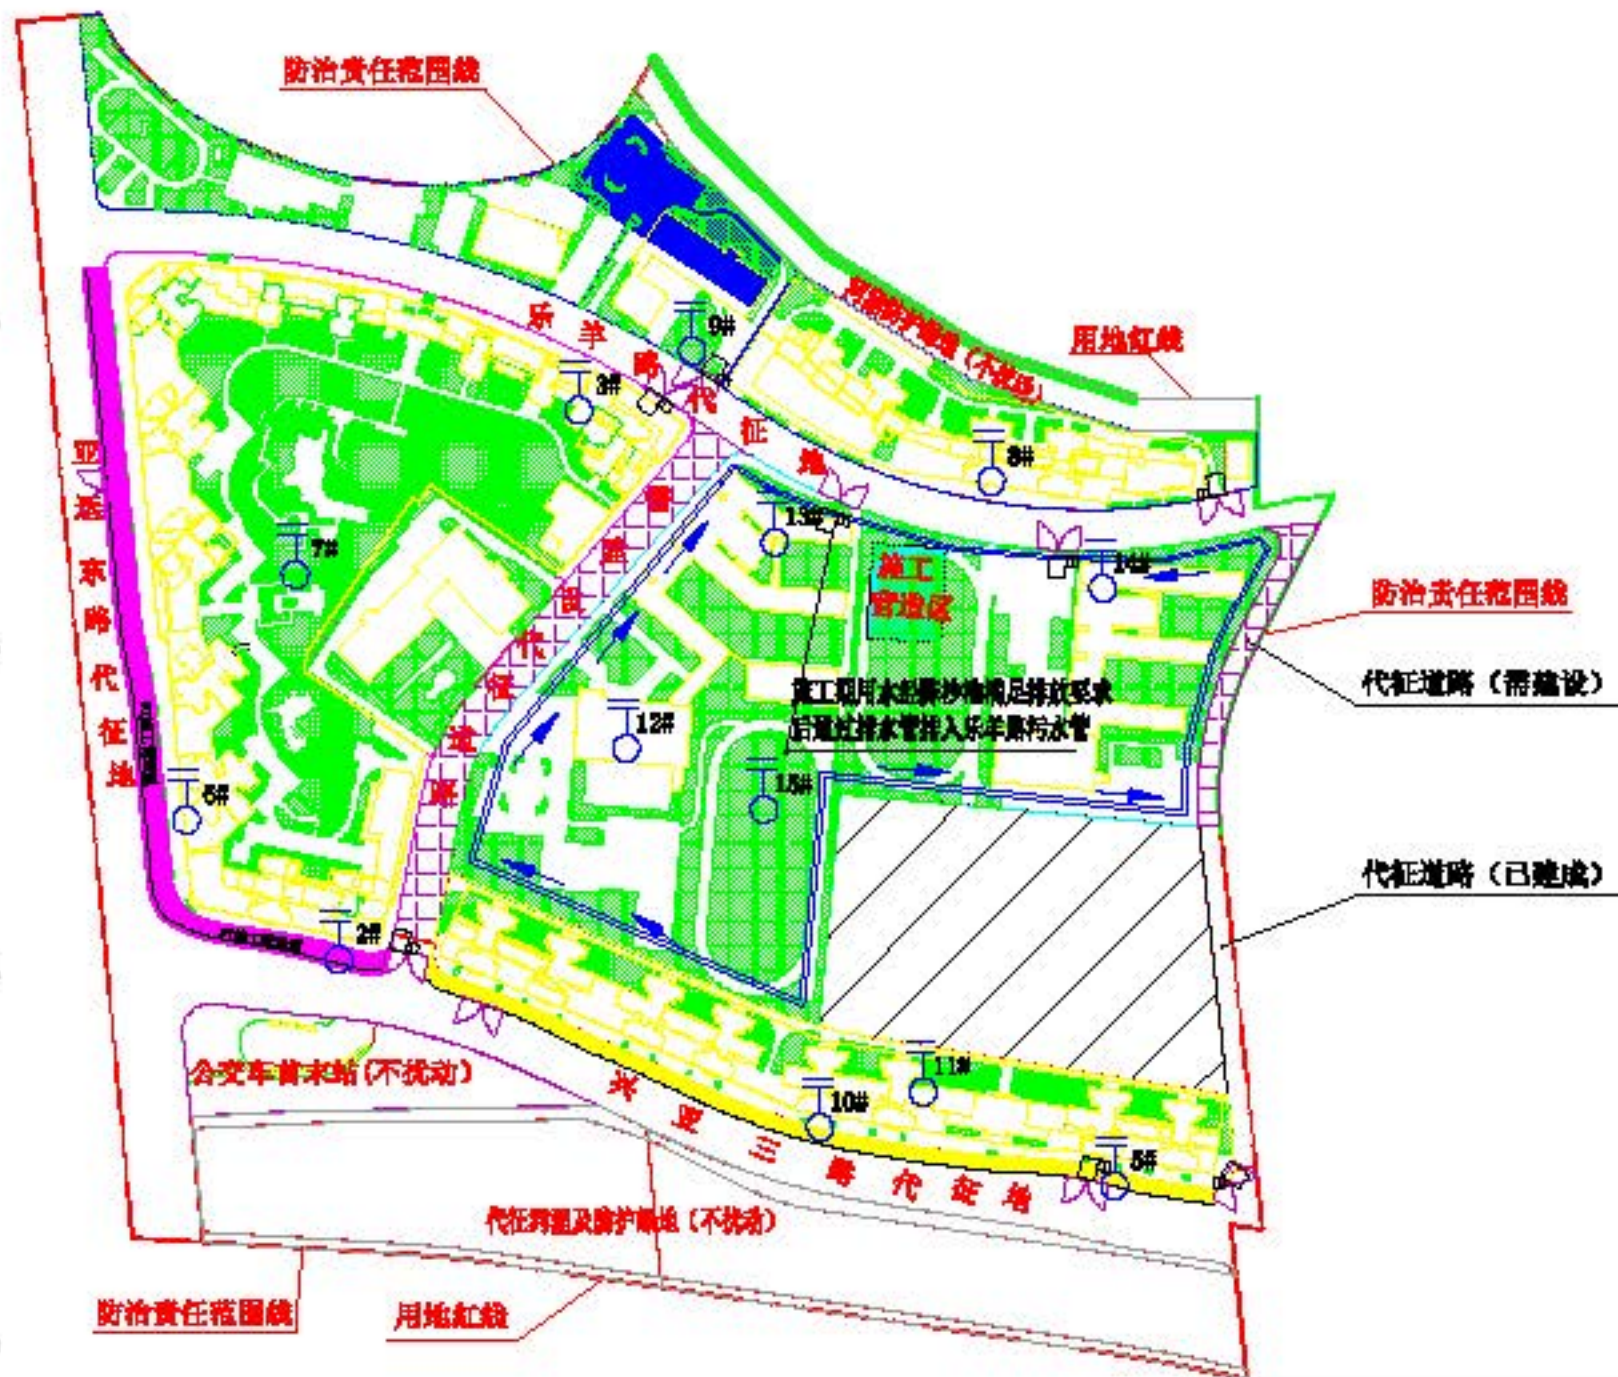 防治责任范围线
乐羊路代征地
用地红线
9#
3#
8#
亚运东路代征地
7#
13#
14#
施工
营造区
防治责任范围线
代征道路（需建设）
施工期用水经沉沙池满足排放要求
后通过排水管排入乐羊路污水管
12#
15#
6#
代征道路（已建成）
2#
公交车首末站(不扰动)
11#
10#
5#
兴亚三路代征地
代征河涌及防护绿地（不扰动）
防治责任范围线
用地红线